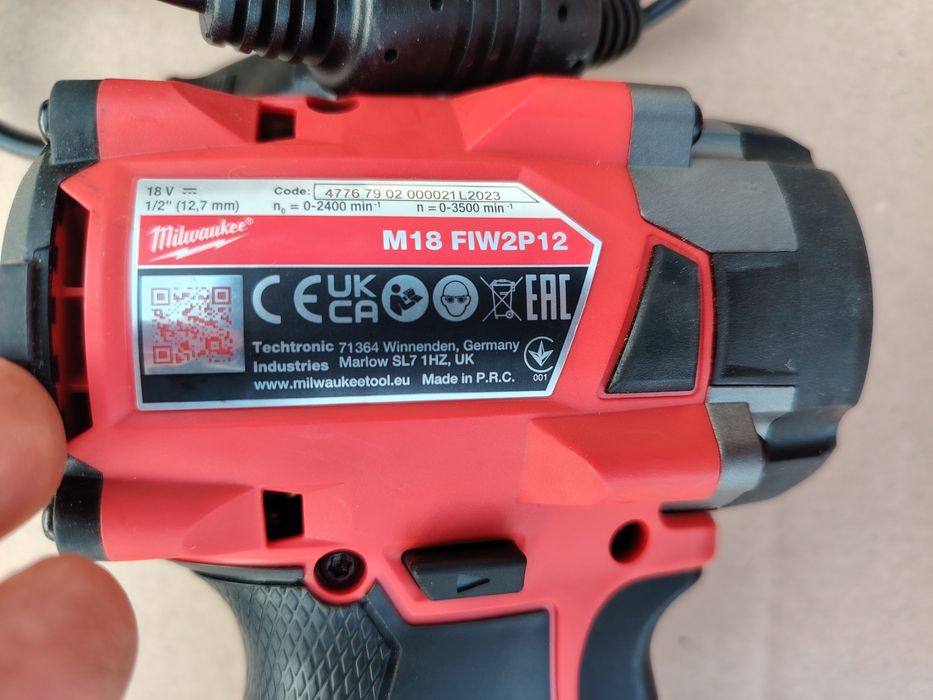 18 V
Code: 4776 79 02 000021 L2023
1/2" (12,7 mm) n₀ = 0-2400 min⁻¹ n = 0-3500 min⁻¹
Milwaukee®
M18 FIW2P12
CE UK CA EAC
Techtronic 71364 Winnenden, Germany
Industries Marlow SL7 1HZ, UK
001
www.milwaukeetool.eu Made in P.R.C.